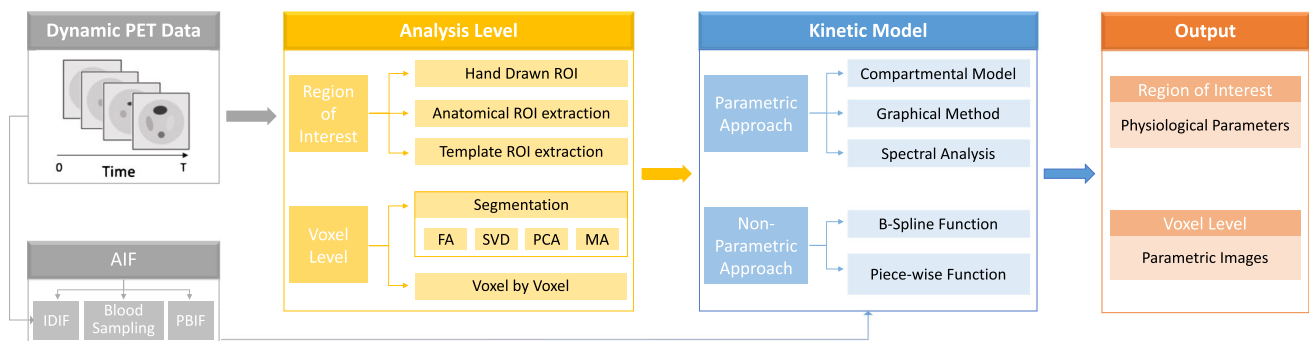 Dynamic PET Data
0
Time
T
AIF
IDIF
Blood
Sampling
PBIF
Analysis Level
Region
of
Interest
Hand Drawn ROI
Anatomical ROI extraction
Template ROI extraction
Voxel
Level
Segmentation
FA SVD PCA MA
Voxel by Voxel
Kinetic Model
Parametric
Approach
Compartmental Model
Graphical Method
Spectral Analysis
Non-
Parametric
Approach
B-Spline Function
Piece-wise Function
Output
Region of Interest
Physiological Parameters
Voxel Level
Parametric Images